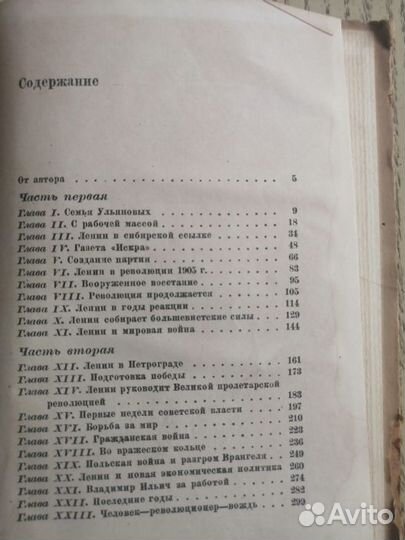 Содержание
От автора . . . . . . . . . . . . . . . . . . 5
Часть первая
Глава I. Семья Ульяновых . . . . . . . . . . . 9
Глава II. С рабочей массой . . . . . . . . . . . 18
Глава III. Ленин в сибирской ссылке . . . . . . 34
Глава IV. Газета «Искра» . . . . . . . . . . . 48
Глава V. Создание партии . . . . . . . . . . . 66
Глава VI. Ленин в революции 1905 г. . . . . . . 83
Глава VII. Вооруженное восстание . . . . . . . 95
Глава VIII. Революция продолжается . . . . . . 105
Глава IX. Ленин в годы реакции . . . . . . . . 114
Глава X. Ленин собирает большевистские силы . . 129
Глава XI. Ленин и мировая война . . . . . . . . 144
Часть вторая
Глава XII. Ленин в Петрограде . . . . . . . . . 161
Глава XIII. Подготовка победы . . . . . . . . . 173
Глава XIV. Ленин руководит Великой пролетарской
революцией . . . . . . . . . . . . . . . 183
Глава XV. Первые недели советской власти . . . . 197
Глава XVI. Борьба за мир . . . . . . . . . . . 210
Глава XVII. Гражданская война . . . . . . . . . 223
Глава XVIII. Во вражеском кольце . . . . . . . 236
Глава XIX. Польская война и разгром Врангеля . . 249
Глава XX. Ленин и новая экономическая политика . 260
Глава XXI. Владимир Ильич за работой . . . . . . 274
Глава XXII. Последние годы . . . . . . . . . . 282
Глава XXIII. Человек—революционер—вождь . . . . 299
Avito